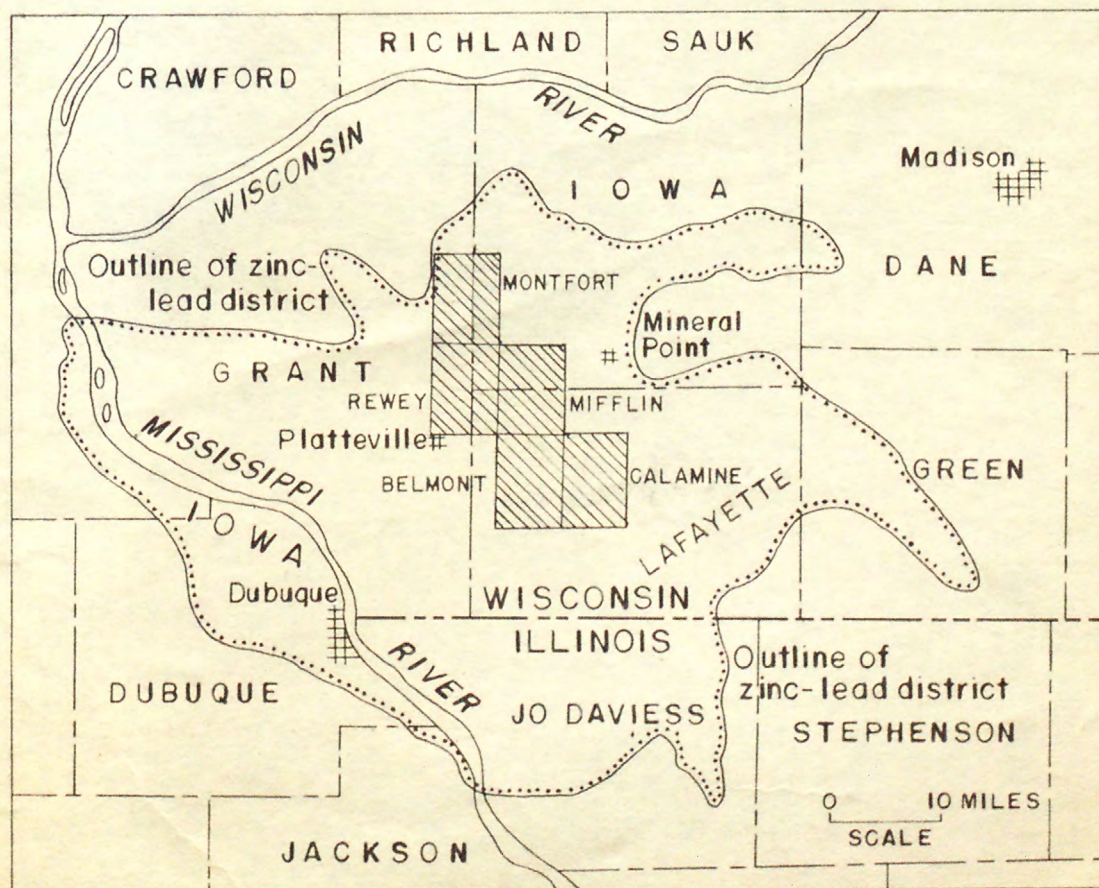 RICHLAND
SAUK
CRAWFORD
WISCONSIN
RIVER
Madison
IOWA
Outline of zinc-
lead district
MONTFORT
DANE
Mineral
Point
GRANT
REWEY
MIFFLIN
Platteville
MISSISSIPPI
BELMONT
CALAMINE
GREEN
LAFAYETTE
IOWA
Dubuque
WISCONSIN
ILLINOIS
RIVER
Outline of
zinc-lead district
DUBUQUE
JO DAVIESS
STEPHENSON
0 10 MILES
SCALE
JACKSON